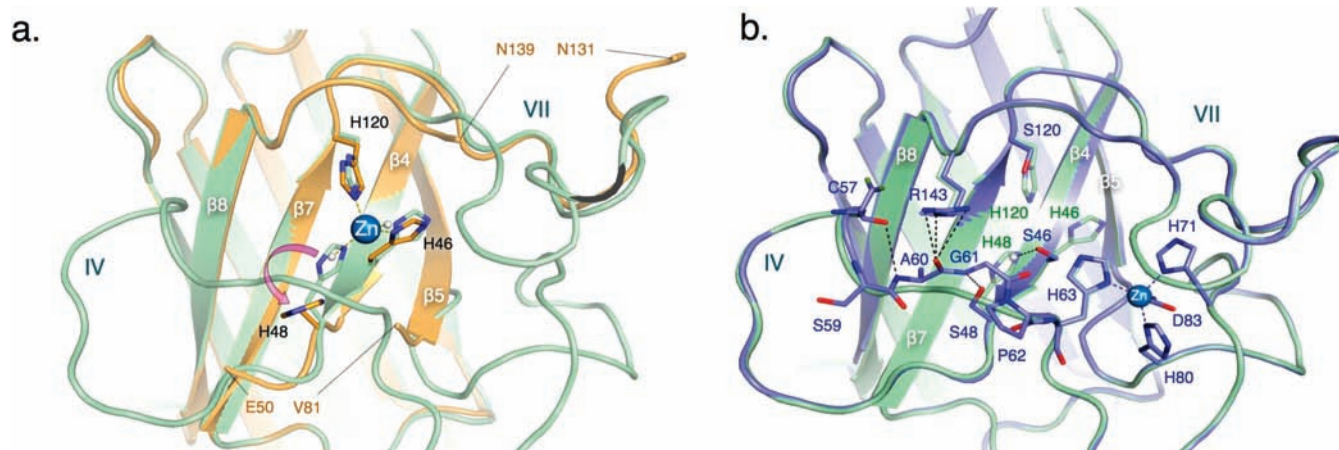 a.
N139 N131
VII
H120
β4
β8
β7
Zn
H46
IV
β5
H48
E50 V81
b.
VII
S120
β8
β4
C57
R143
β5
H120 H46
H71
H48 S46
IV
A60 G61
H63
Zn
D83
S59
S48
β7
P62
H80